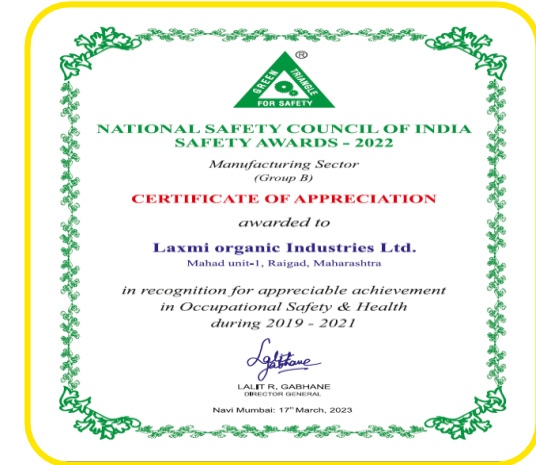 ®
GREEN TRIANGLE
FOR SAFETY
NATIONAL SAFETY COUNCIL OF INDIA
SAFETY AWARDS - 2022
Manufacturing Sector
(Group B)
CERTIFICATE OF APPRECIATION
awarded to
Laxmi organic Industries Ltd.
Mahad unit-1, Raigad, Maharashtra
in recognition for appreciable achievement
in Occupational Safety & Health
during 2019 - 2021
Lalit
Gabhane
LALIT R. GABHANE
DIRECTOR GENERAL
Navi Mumbai: 17th March, 2023